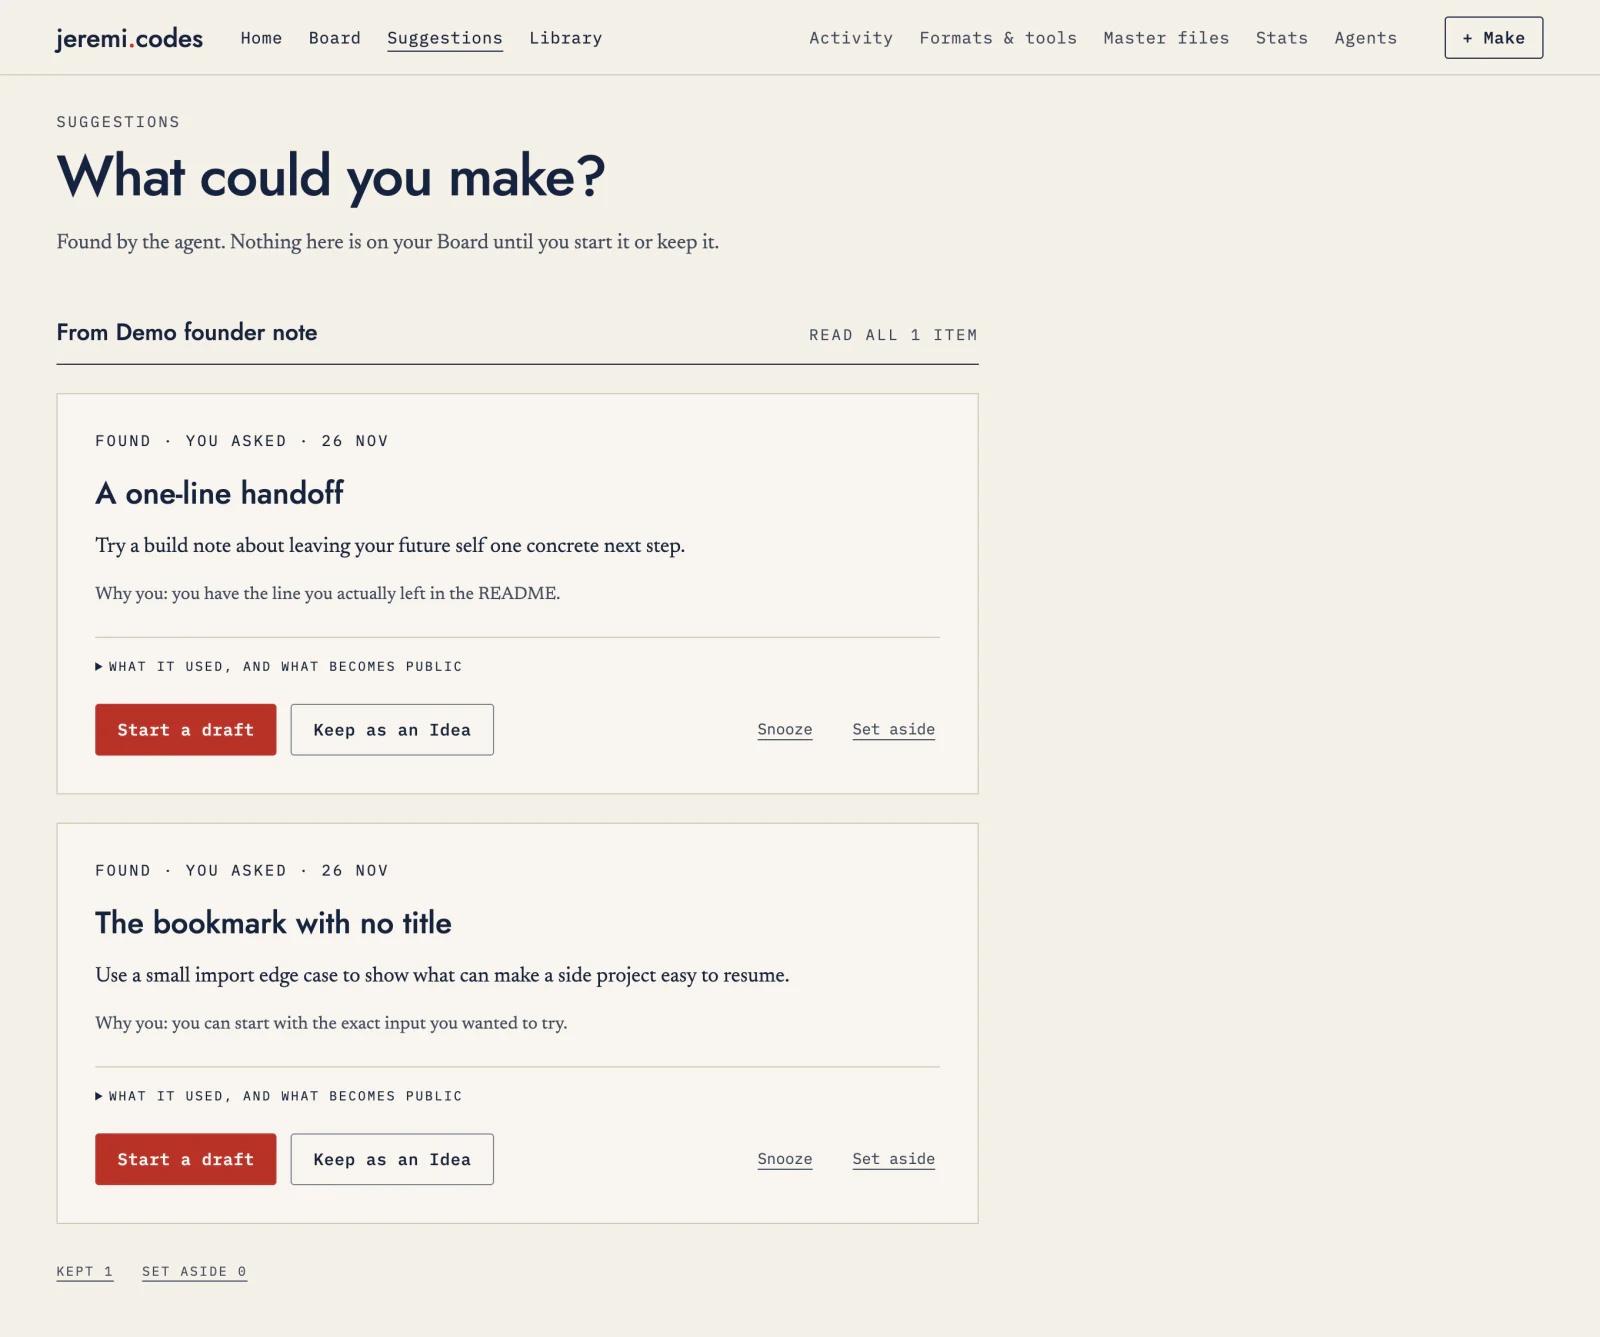 jeremi.codes Home Board Suggestions Library Activity Formats & tools Master files Stats Agents + Make
SUGGESTIONS
What could you make?
Found by the agent. Nothing here is on your Board until you start it or keep it.
From Demo founder note READ ALL 1 ITEM
FOUND · YOU ASKED · 26 NOV
A one-line handoff
Try a build note about leaving your future self one concrete next step.
Why you: you have the line you actually left in the README.
▶ WHAT IT USED, AND WHAT BECOMES PUBLIC
Start a draft Keep as an Idea Snooze Set aside
FOUND · YOU ASKED · 26 NOV
The bookmark with no title
Use a small import edge case to show what can make a side project easy to resume.
Why you: you can start with the exact input you wanted to try.
▶ WHAT IT USED, AND WHAT BECOMES PUBLIC
Start a draft Keep as an Idea Snooze Set aside
KEPT 1 SET ASIDE 0